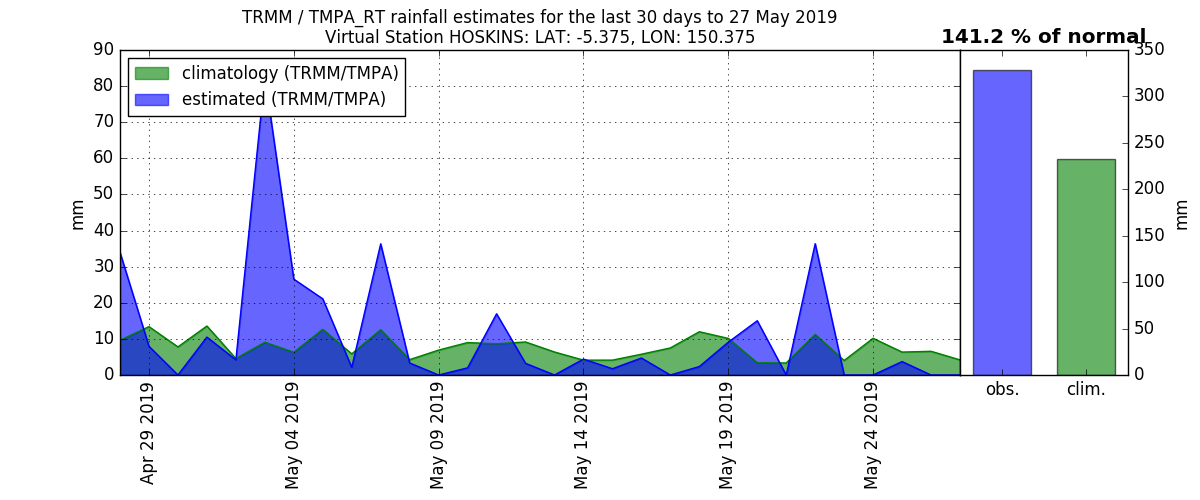 TRMM / TMPA_RT rainfall estimates for the last 30 days to 27 May 2019
Virtual Station HOSKINS: LAT: -5.375, LON: 150.375
141.2 % of normal
climatology (TRMM/TMPA)
estimated (TRMM/TMPA)
90
80
70
60
50
40
30
20
10
0
mm
Apr 29 2019
May 04 2019
May 09 2019
May 14 2019
May 19 2019
May 24 2019
350
300
250
200
150
100
50
0
mm
obs.
clim.